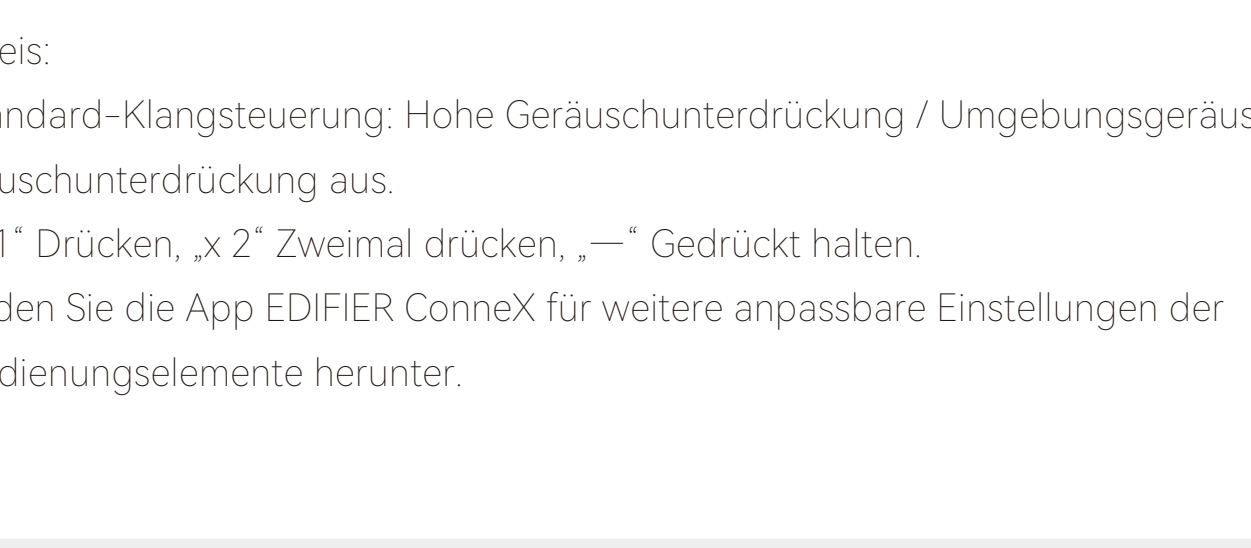 eis:
andard-Klangsteuerung: Hohe Geräuschunterdrückung / Umgebungsgeräus
uschunterdrückung aus.
1“ Drücken, „x 2“ Zweimal drücken, „—“ Gedrückt halten.
den Sie die App EDIFIER ConneX für weitere anpassbare Einstellungen der
dienungselemente herunter.